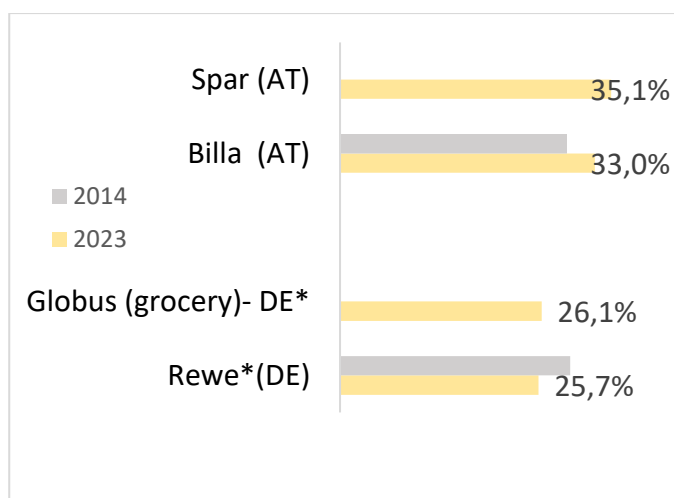 Spar (AT)
35,1%
Billa  (AT)
33,0%
2014
2023
Globus (grocery)- DE*
26,1%
Rewe*(DE)
25,7%